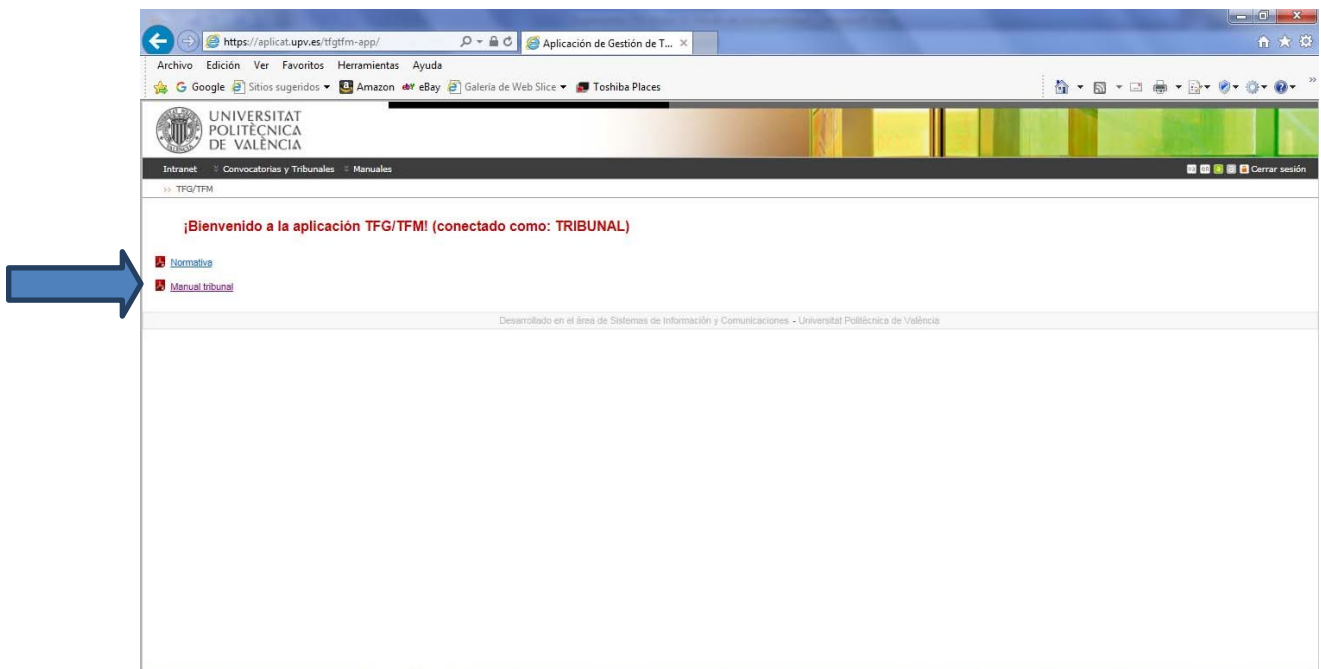 https://aplicat.upv.es/tfgtfm-app/
Aplicación de Gestión de T...
Archivo Edición Ver Favoritos Herramientas Ayuda
Google Sitios sugeridos Amazon eBay Galería de Web Slice Toshiba Places
UNIVERSITAT
POLITÈCNICA
DE VALÈNCIA
Intranet Convocatorias y Tribunales Manuales Cerrar sesión
>> TFG/TFM
¡Bienvenido a la aplicación TFG/TFM! (conectado como: TRIBUNAL)
Normativa
Manual tribunal
Desarrollado en el área de Sistemas de Información y Comunicaciones - Universitat Politècnica de València